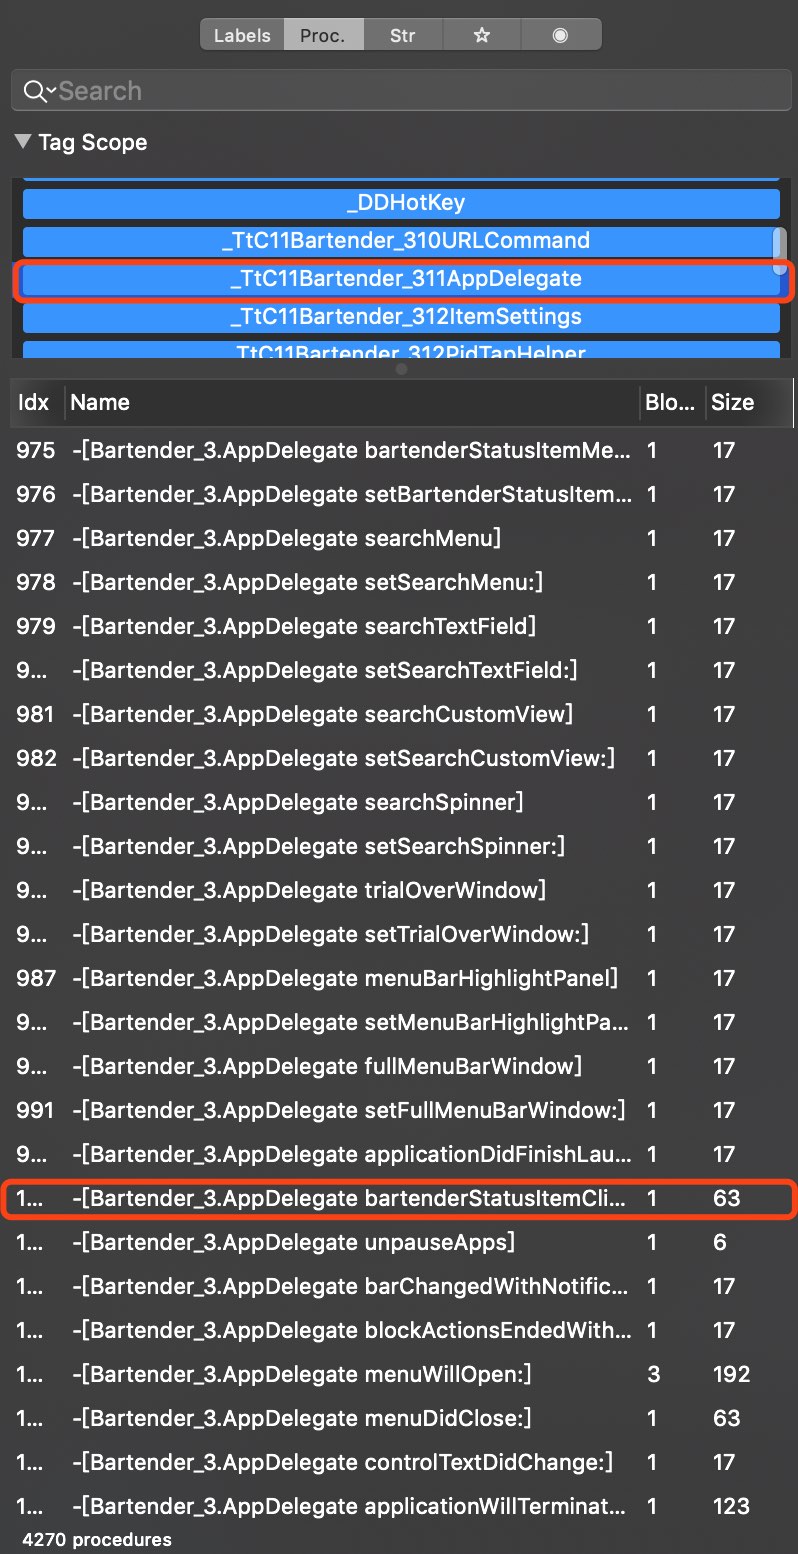 Labels Proc. Str
Search
Tag Scope
_DDHotKey
_TtC11Bartender_310URLCommand
_TtC11Bartender_311AppDelegate
_TtC11Bartender_312ItemSettings
TtC11Bartender_312PidTapHelper
Idx Name Blo... Size
975 -[Bartender_3.AppDelegate bartenderStatusItemMe... 1 17
976 -[Bartender_3.AppDelegate setBartenderStatusItem... 1 17
977 -[Bartender_3.AppDelegate searchMenu] 1 17
978 -[Bartender_3.AppDelegate setSearchMenu:] 1 17
979 -[Bartender_3.AppDelegate searchTextField] 1 17
9... -[Bartender_3.AppDelegate setSearchTextField:] 1 17
981 -[Bartender_3.AppDelegate searchCustomView] 1 17
982 -[Bartender_3.AppDelegate setSearchCustomView:] 1 17
9... -[Bartender_3.AppDelegate searchSpinner] 1 17
9... -[Bartender_3.AppDelegate setSearchSpinner:] 1 17
9... -[Bartender_3.AppDelegate trialOverWindow] 1 17
9... -[Bartender_3.AppDelegate setTrialOverWindow:] 1 17
987 -[Bartender_3.AppDelegate menuBarHighlightPanel] 1 17
9... -[Bartender_3.AppDelegate setMenuBarHighlightPa... 1 17
9... -[Bartender_3.AppDelegate fullMenuBarWindow] 1 17
991 -[Bartender_3.AppDelegate setFullMenuBarWindow:] 1 17
9... -[Bartender_3.AppDelegate applicationDidFinishLau... 1 17
1... -[Bartender_3.AppDelegate bartenderStatusItemCli... 1 63
1... -[Bartender_3.AppDelegate unpauseApps] 1 6
1... -[Bartender_3.AppDelegate barChangedWithNotific... 1 17
1... -[Bartender_3.AppDelegate blockActionsEndedWith... 1 17
1... -[Bartender_3.AppDelegate menuWillOpen:] 3 192
1... -[Bartender_3.AppDelegate menuDidClose:] 1 63
1... -[Bartender_3.AppDelegate controlTextDidChange:] 1 17
1... -[Bartender_3.AppDelegate applicationWillTerminat... 1 123
4270 procedures